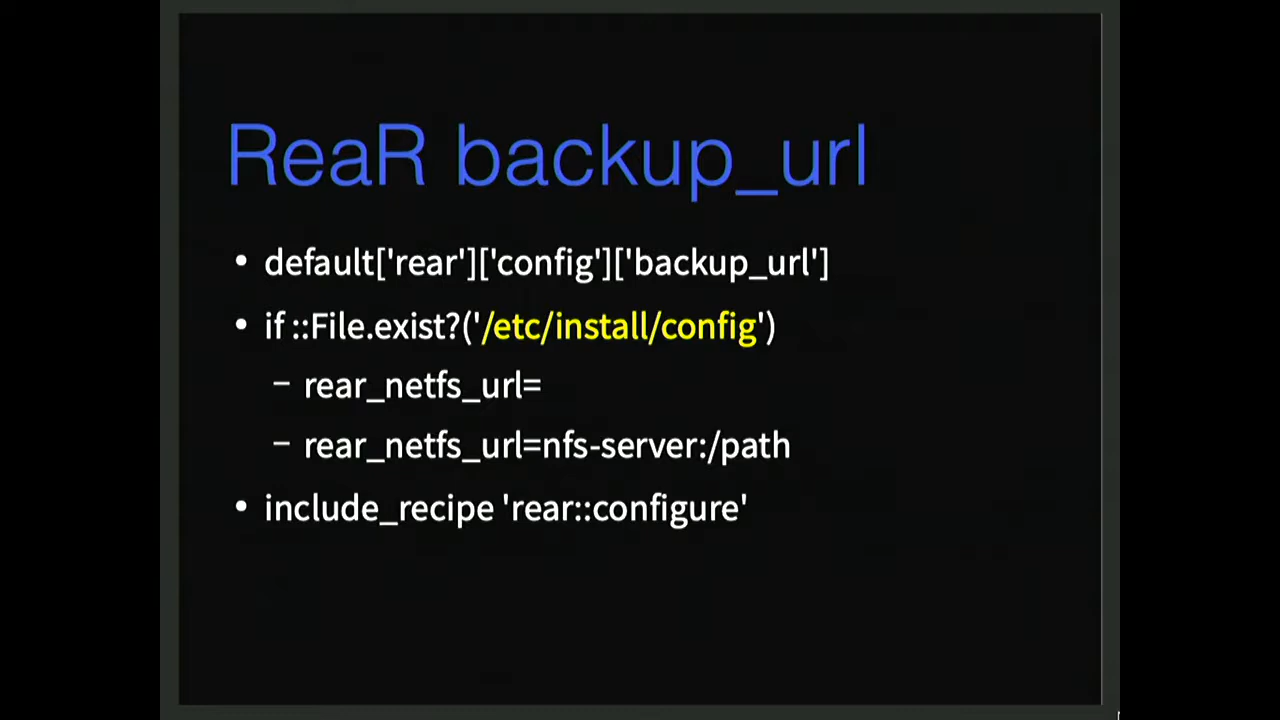 ReaR backup_url
• default['rear']['config']['backup_url']
• if ::File.exist?('/etc/install/config')
– rear_netfs_url=
– rear_netfs_url=nfs-server:/path
• include_recipe 'rear::configure'